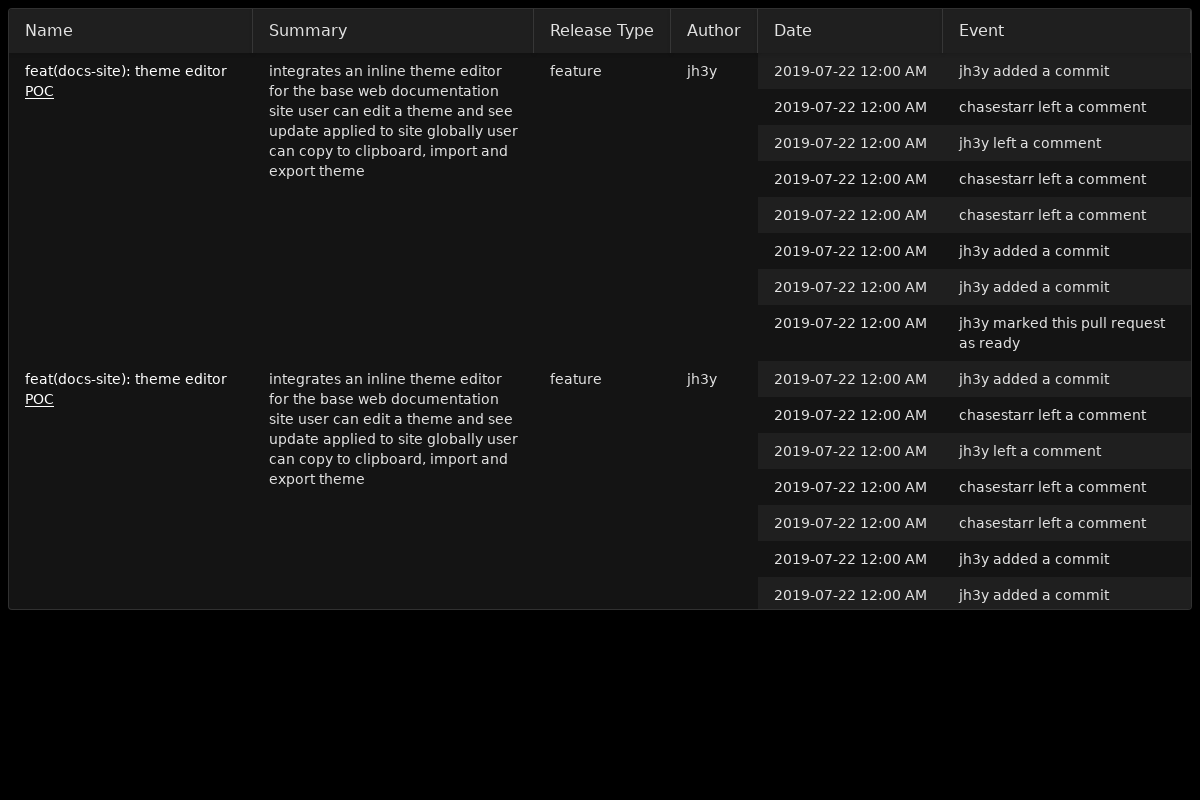 Name Summary Release Type Author Date Event
feat(docs-site): theme editor
POC
integrates an inline theme editor
for the base web documentation
site user can edit a theme and see
update applied to site globally user
can copy to clipboard, import and
export theme
feature
jh3y
2019-07-22 12:00 AM jh3y added a commit
2019-07-22 12:00 AM chasestarr left a comment
2019-07-22 12:00 AM jh3y left a comment
2019-07-22 12:00 AM chasestarr left a comment
2019-07-22 12:00 AM chasestarr left a comment
2019-07-22 12:00 AM jh3y added a commit
2019-07-22 12:00 AM jh3y added a commit
2019-07-22 12:00 AM jh3y marked this pull request
as ready
feat(docs-site): theme editor
POC
integrates an inline theme editor
for the base web documentation
site user can edit a theme and see
update applied to site globally user
can copy to clipboard, import and
export theme
feature
jh3y
2019-07-22 12:00 AM jh3y added a commit
2019-07-22 12:00 AM chasestarr left a comment
2019-07-22 12:00 AM jh3y left a comment
2019-07-22 12:00 AM chasestarr left a comment
2019-07-22 12:00 AM chasestarr left a comment
2019-07-22 12:00 AM jh3y added a commit
2019-07-22 12:00 AM jh3y added a commit